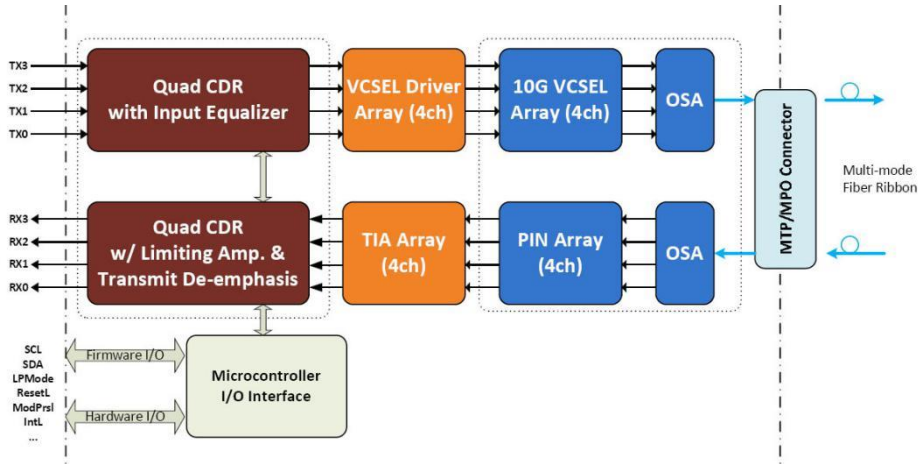 TX3
TX2
TX1
TX0
Quad CDR
with Input Equalizer
VCSEL Driver
Array (4ch)
10G VCSEL
Array (4ch)
OSA
MTP/MPO Connector
Multi-mode
Fiber Ribbon
RX3
RX2
RX1
RX0
Quad CDR
w/ Limiting Amp. &
Transmit De-emphasis
TIA Array
(4ch)
PIN Array
(4ch)
OSA
SCL
SDA
LPMode
ResetL
ModPrsl
IntL
...
Firmware I/O
Hardware I/O
Microcontroller
I/O Interface